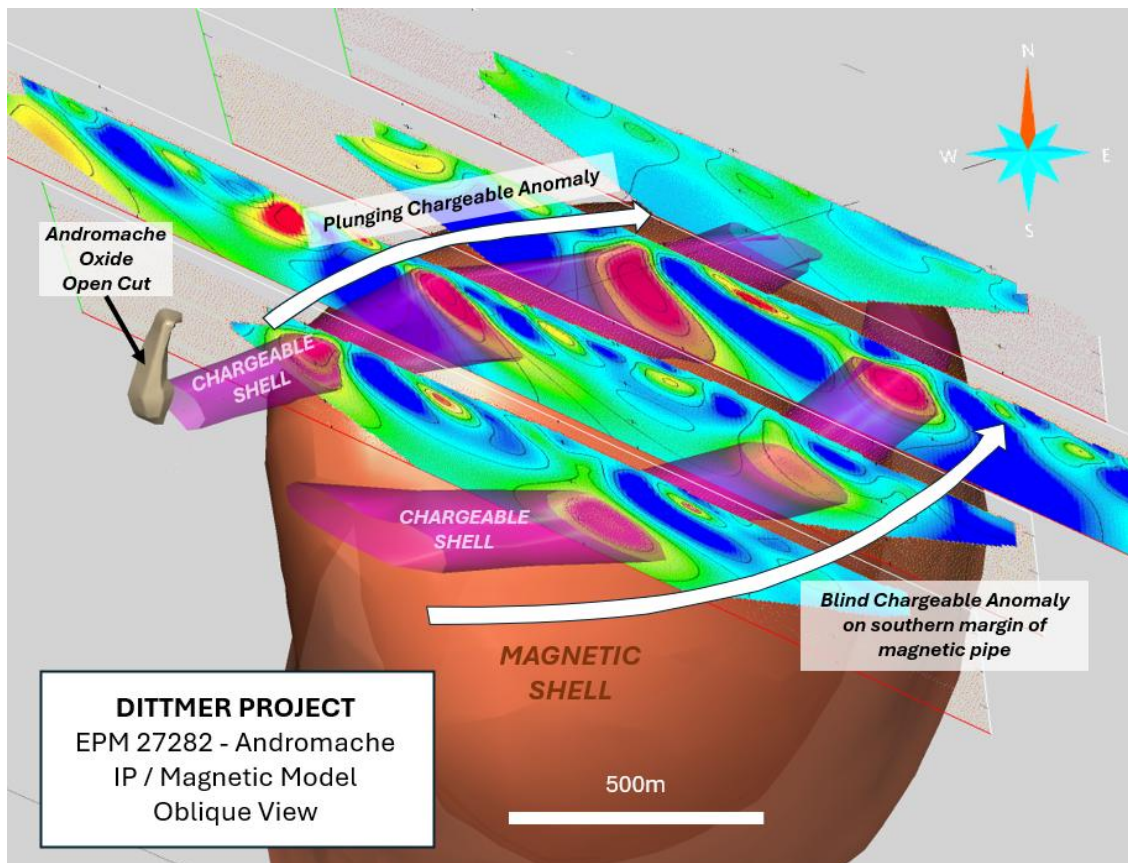 N
W
E
S
Plunging Chargeable Anomaly
Andromache
Oxide
Open Cut
CHARGEABLE
SHELL
CHARGEABLE
SHELL
Blind Chargeable Anomaly
on southern margin of
magnetic pipe
MAGNETIC
SHELL
DITTMER PROJECT
EPM 27282 - Andromache
IP / Magnetic Model
Oblique View
500m